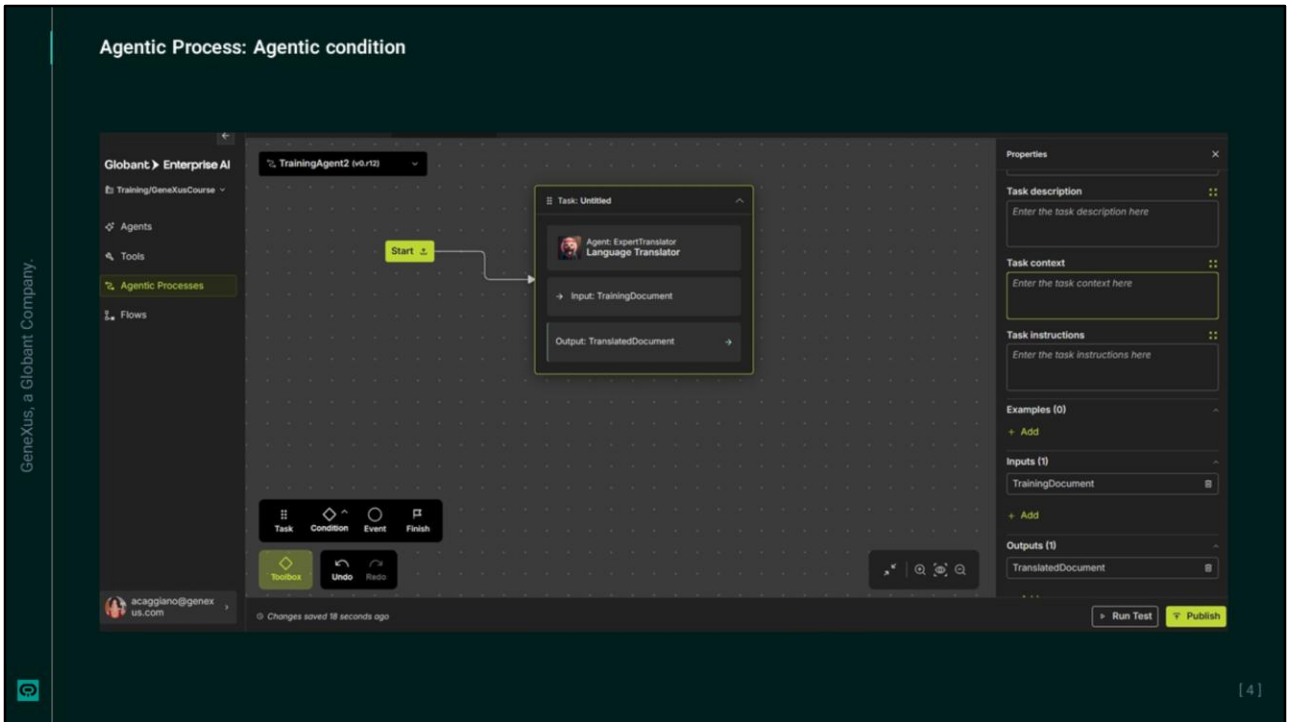 Agentic Process: Agentic condition
Globant > Enterprise AI
Training/GeneXusCourse
Agents
Tools
Agentic Processes
Flows
acaggiano@genex
us.com
TrainingAgent2 (v0.r12)
Start
Task: Untitled
Agent: ExpertTranslator
Language Translator
Input: TrainingDocument
Output: TranslatedDocument
Task
Condition
Event
Finish
Toolbox
Undo
Redo
Changes saved 18 seconds ago
Properties
Task description
Enter the task description here
Task context
Enter the task context here
Task instructions
Enter the task instructions here
Examples (0)
+ Add
Inputs (1)
TrainingDocument
+ Add
Outputs (1)
TranslatedDocument
Run Test
Publish
GeneXus, a Globant Company.
[ 4 ]